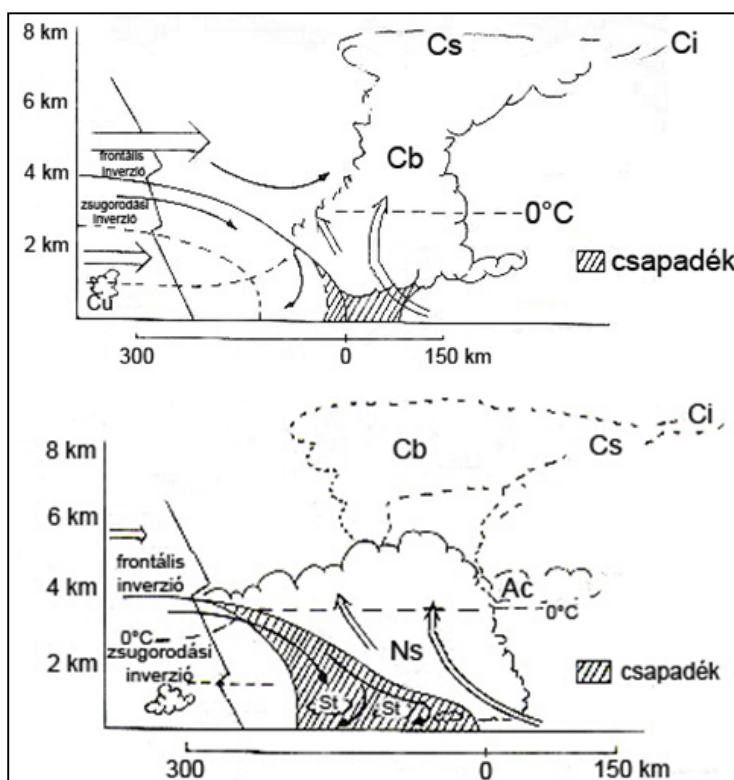 8 km
Cs
Ci
6 km
Cb
4 km
frontális
inverzió
zsugorodási
inverzió
0°C
2 km
csapadék
Cu
300
0
150 km
8 km
Cb
Cs
Ci
6 km
frontális
inverzió
4 km
Ac
0°C
0°C
zsugorodási
inverzió
Ns
2 km
csapadék
St
St
300
0
150 km